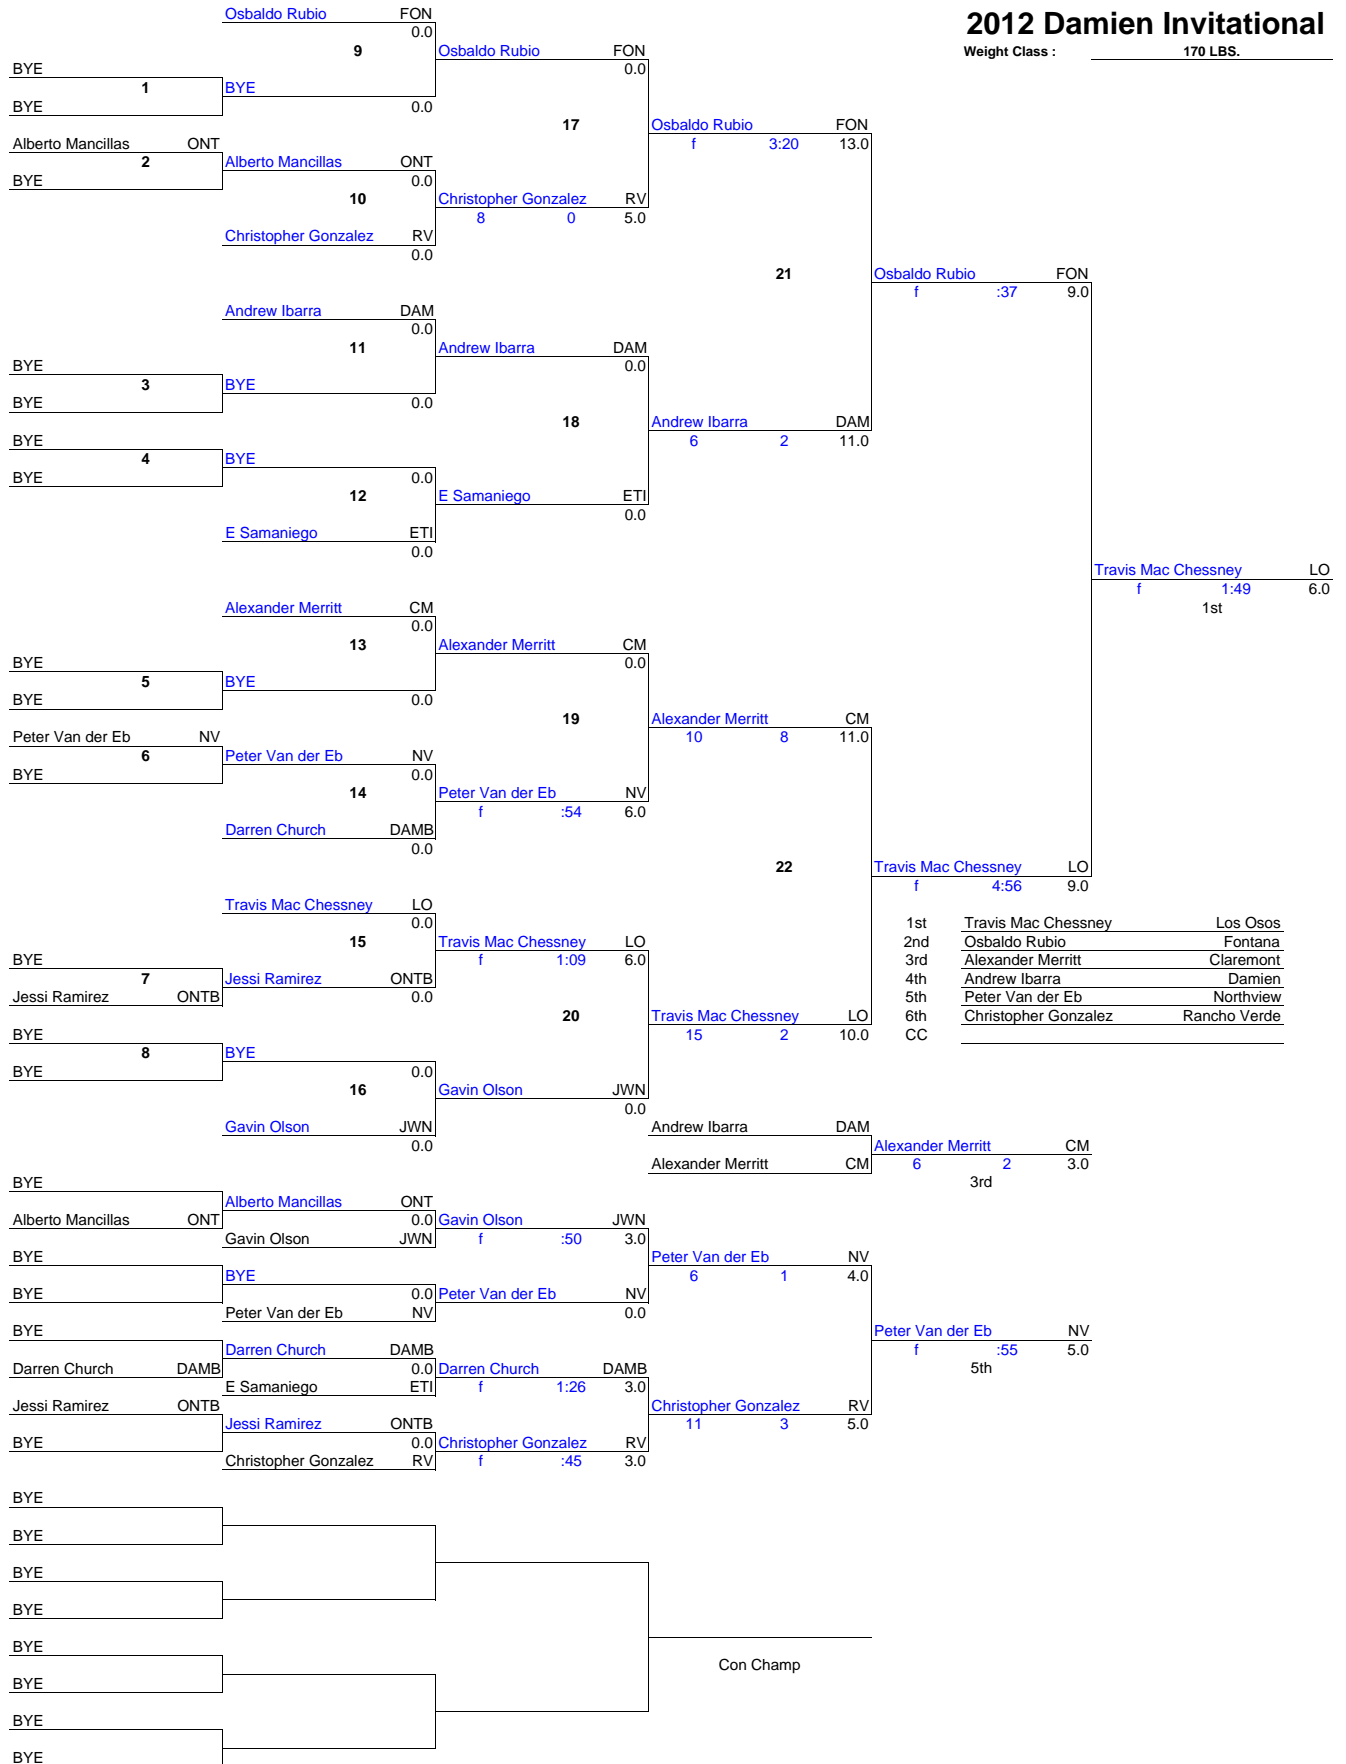 Osbaldo Rubio FON
2012 Damien Invitational
0.0
9 Osbaldo Rubio FON
Weight Class : 170 LBS.
BYE 0.0
1 BYE
BYE 0.0
17 Osbaldo Rubio FON
Alberto Mancillas ONT f 3:20 13.0
2 Alberto Mancillas ONT
BYE 0.0
10 Christopher Gonzalez RV
8 0 5.0
Christopher Gonzalez RV
0.0
21 Osbaldo Rubio FON
f :37 9.0
Andrew Ibarra DAM
0.0
11 Andrew Ibarra DAM
BYE 0.0
3 BYE
BYE 0.0
18 Andrew Ibarra DAM
BYE 6 2 11.0
4 BYE
BYE 0.0
12 E Samaniego ETI
0.0
E Samaniego ETI
0.0
Travis Mac Chessney LO
f 1:49 6.0
1st
Alexander Merritt CM
0.0
13 Alexander Merritt CM
BYE 0.0
5 BYE
BYE 0.0
19 Alexander Merritt CM
Peter Van der Eb NV 10 8 11.0
6 Peter Van der Eb NV
BYE 0.0
14 Peter Van der Eb NV
f :54 6.0
Darren Church DAMB
0.0
22 Travis Mac Chessney LO
f 4:56 9.0
Travis Mac Chessney LO
0.0
1st Travis Mac Chessney Los Osos
15 Travis Mac Chessney LO
2nd Osbaldo Rubio Fontana
BYE f 1:09 6.0
3rd Alexander Merritt Claremont
7 Jessi Ramirez ONTB
4th Andrew Ibarra Damien
Jessi Ramirez ONTB 0.0
5th Peter Van der Eb Northview
20 Travis Mac Chessney LO
6th Christopher Gonzalez Rancho Verde
BYE 15 2 10.0
CC
8 BYE
BYE 0.0
16 Gavin Olson JWN
0.0
Gavin Olson JWN
Andrew Ibarra DAM
0.0
Alexander Merritt CM
Alexander Merritt CM
6 2 3.0
3rd
BYE
Alberto Mancillas ONT
Alberto Mancillas ONT 0.0 Gavin Olson JWN
Gavin Olson JWN f :50 3.0
BYE
Peter Van der Eb NV
BYE 6 1 4.0
BYE 0.0 Peter Van der Eb NV
Peter Van der Eb NV 0.0
BYE
Peter Van der Eb NV
Darren Church DAMB f :55 5.0
Darren Church DAMB 0.0 Darren Church DAMB
5th
E Samaniego ETI f 1:26 3.0
Jessi Ramirez ONTB
Christopher Gonzalez RV
Jessi Ramirez ONTB 11 3 5.0
BYE 0.0 Christopher Gonzalez RV
Christopher Gonzalez RV f :45 3.0
BYE
BYE
BYE
BYE
BYE
Con Champ
BYE
BYE
BYE